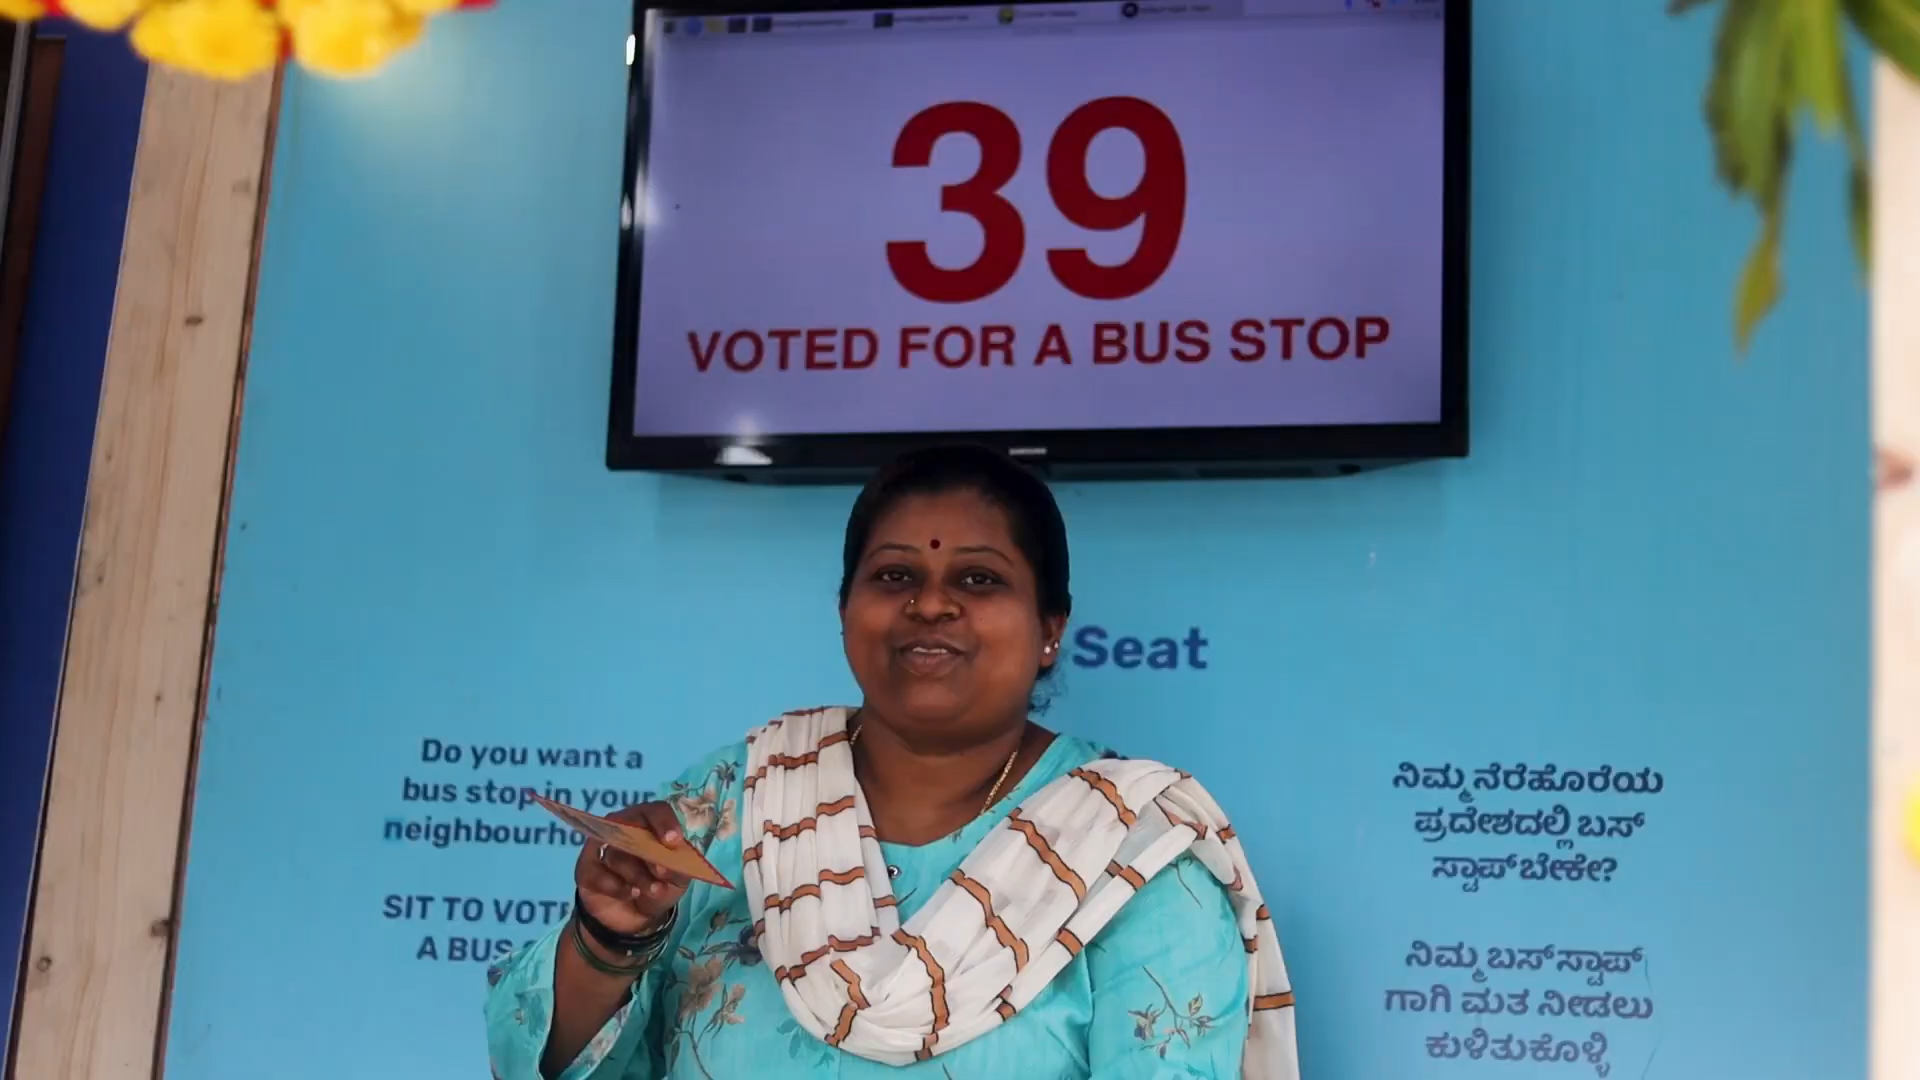 39
VOTED FOR A BUS STOP
Seat
Do you want a
bus stop in your
neighbourho
SIT TO VOTE
A BUS
ನಿಮ್ಮ ನೆರೆಹೊರೆಯ
ಪ್ರದೇಶದಲ್ಲಿ ಬಸ್
ಸ್ಟಾಪ್ ಬೇಕೇ?
ನಿಮ್ಮ ಬಸ್ ಸ್ಟಾಪ್
ಗಾಗಿ ಮತ ನೀಡಲು
ಕುಳಿತುಕೊಳ್ಳಿ